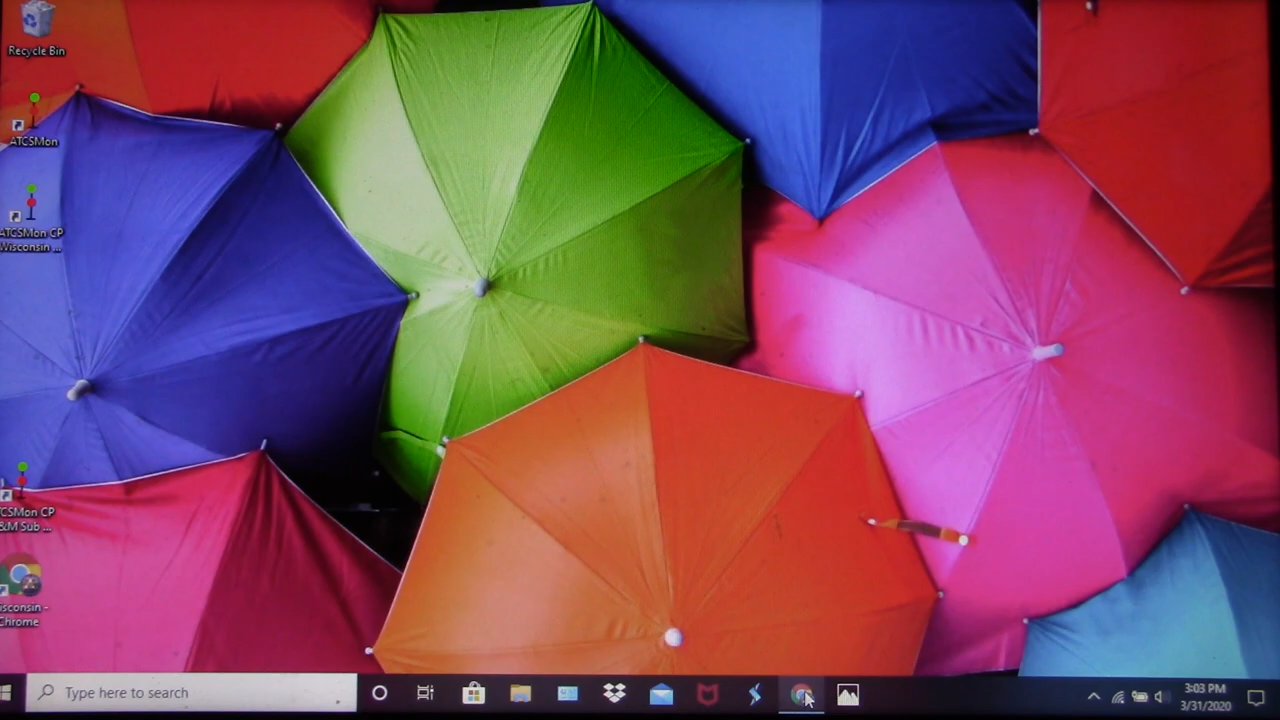 Recycle Bin
ATCSMon
ATCSMon CP
Wisconsin ...
CSMon CP
&M Sub ...
isconsin -
Chrome
Type here to search
3:03 PM
3/31/2020